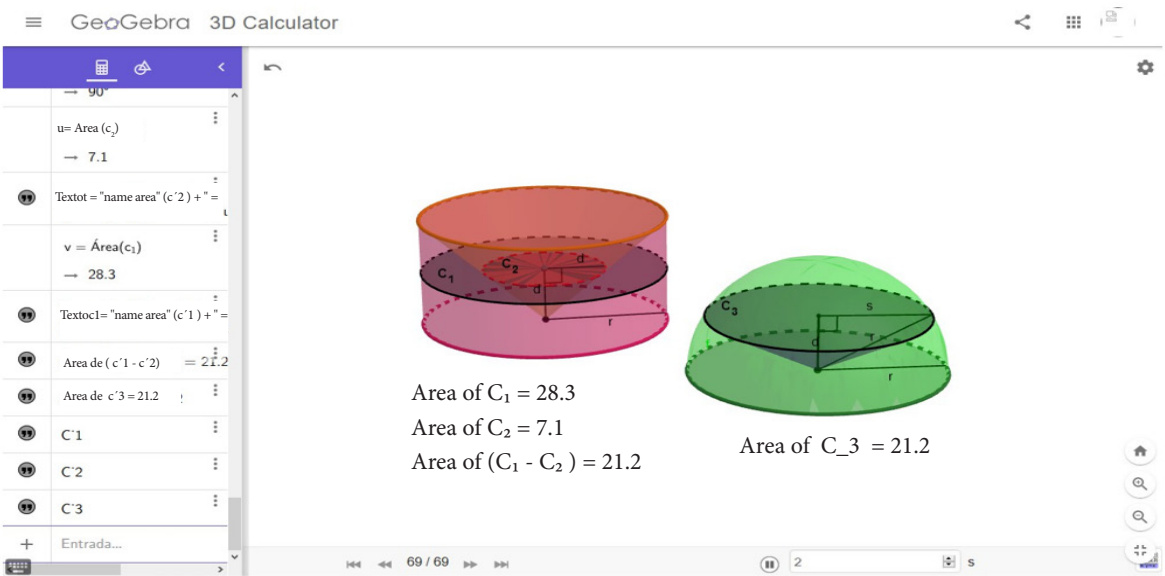 GeoGebra 3D Calculator
→ 90°
u= Area (c₂)
→ 7.1
Textot = "name area" (c´2 ) + " =
v = Área(c₁)
→ 28.3
Textoc1= "name area" (c´1 ) + " =
Area de ( c´1 - c´2) = 21.2
Area de c´3 = 21.2
C´1
C´2
C´3
+ Entrada...
C₁
C₂
d
d
r
C₃
s
d
r
r
Area of C₁ = 28.3
Area of C₂ = 7.1
Area of (C₁ - C₂ ) = 21.2
Area of C_3 = 21.2
69 / 69
2 s